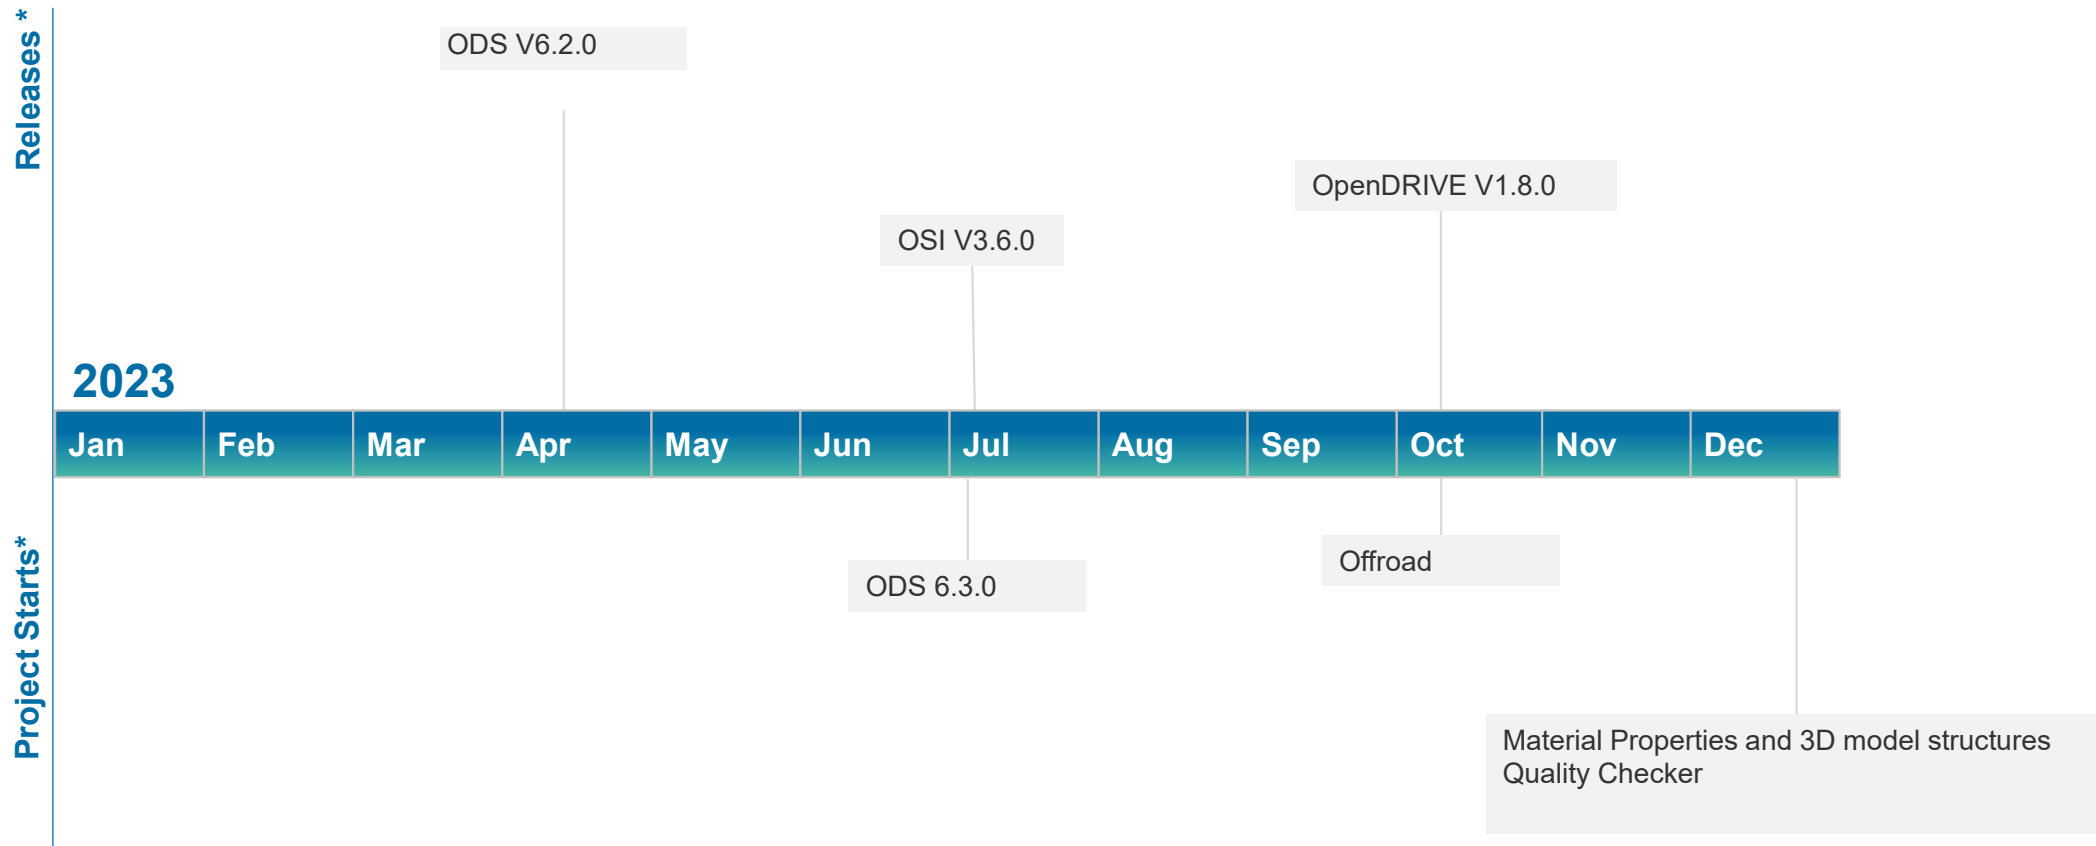 Releases *
ODS V6.2.0
OpenDRIVE V1.8.0
OSI V3.6.0
2023
Jan
Feb
Mar
Apr
May
Jun
Jul
Aug
Sep
Oct
Nov
Dec
Project Starts*
Offroad
ODS 6.3.0
Material Properties and 3D model structures
Quality Checker